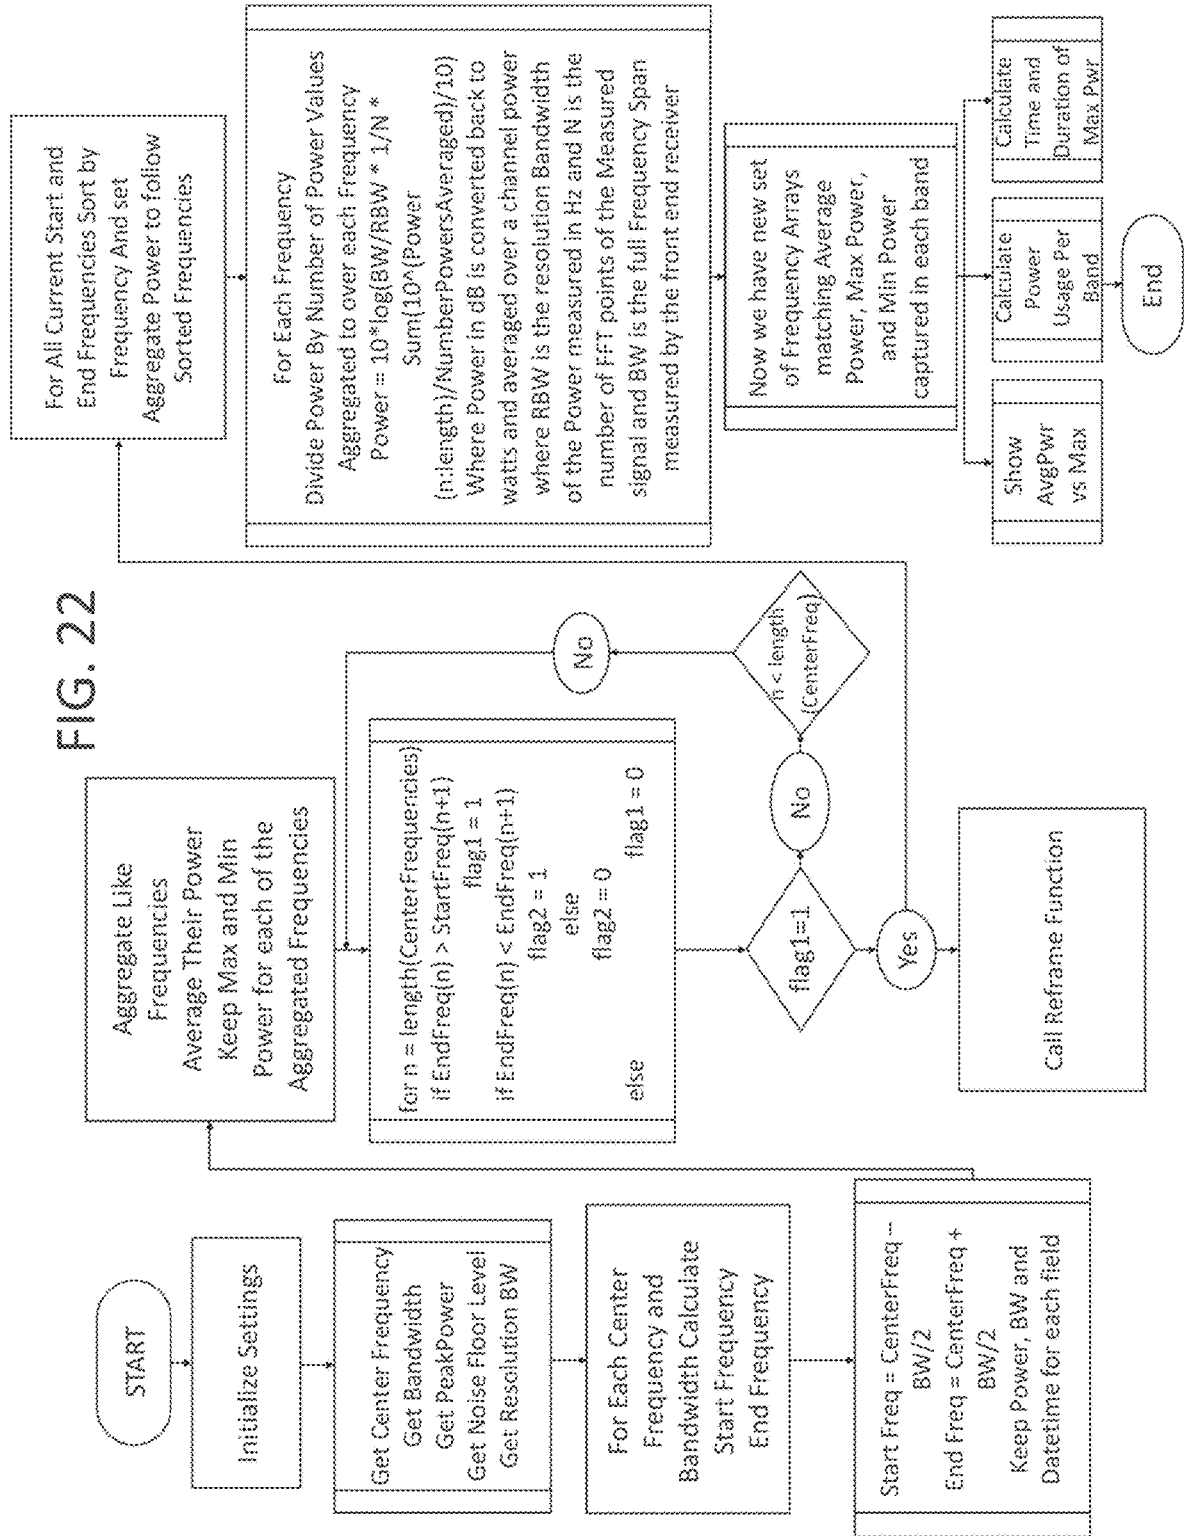 FIG. 22
START
Initialize Settings
Get Center Frequency
Get Bandwidth
Get PeakPower
Get Noise Floor Level
Get Resolution BW
For Each Center
Frequency and
Bandwidth Calculate
Start Frequency
End Frequency
Start Freq = CenterFreq –
BW/2
End Freq = CenterFreq +
BW/2
Keep Power, BW and
Datetime for each field
Aggregate Like
Frequencies
Average Their Power
Keep Max and Min
Power for each of the
Aggregated Frequencies
for n = length(CenterFrequencies)
if EndFreq(n) > StartFreq(n+1)
flag1 = 1
if EndFreq(n) < EndFreq(n+1)
flag2 = 1
else
flag2 = 0
else flag1 = 0
flag1=1
No
n < length
(CenterFreq)
No
Yes
Call Reframe Function
For All Current Start and
End Frequencies Sort by
Frequency And set
Aggregate Power to follow
Sorted Frequencies
For Each Frequency
Divide Power By Number of Power Values
Aggregated to over each Frequency
Power = 10*log(BW/RBW * 1/N *
Sum(10^(Power
(n:length)/NumberPowersAveraged)/10)
Where Power in dB is converted back to
watts and averaged over a channel power
where RBW is the resolution Bandwidth
of the Power measured in Hz and N is the
number of FFT points of the Measured
signal and BW is the full Frequency Span
measured by the front end receiver
Now we have new set
of Frequency Arrays
matching Average
Power, Max Power,
and Min Power
captured in each band
Show
AvgPwr
vs Max
Calculate
Power
Usage Per
Band
Calculate
Time and
Duration of
Max Pwr
End